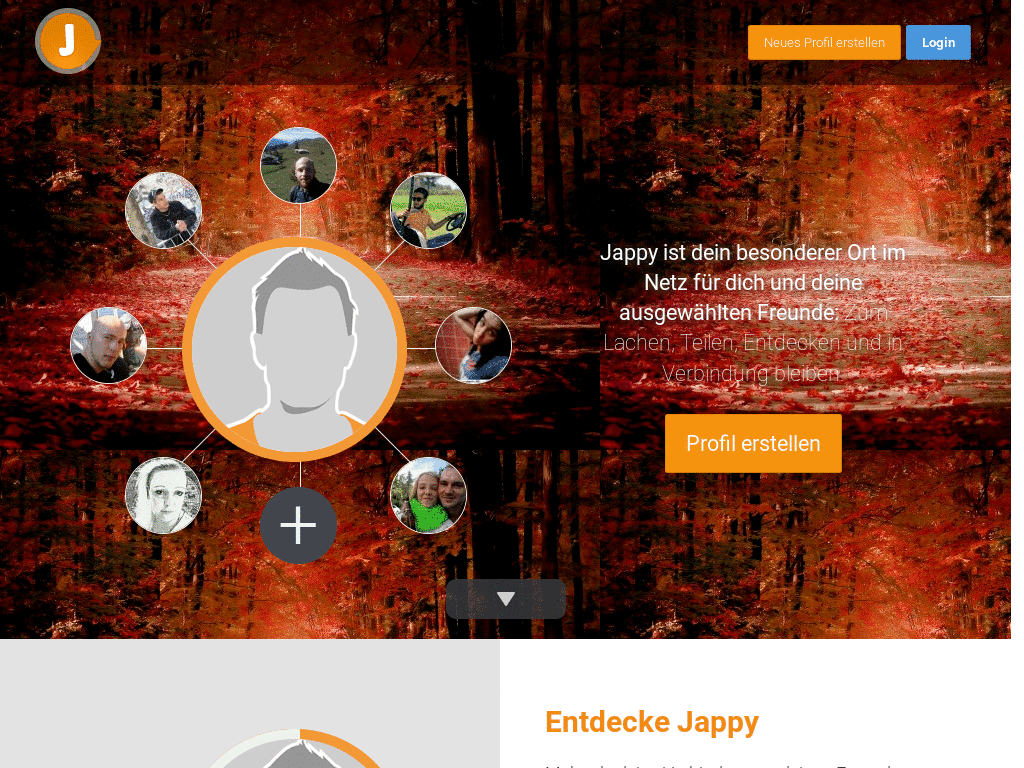 J
Neues Profil erstellen
Login
Jappy ist dein besonderer Ort im
Netz für dich und deine
ausgewählten Freunde: Zum
Lachen, Teilen, Entdecken und in
Verbindung bleiben
Profil erstellen
Entdecke Jappy